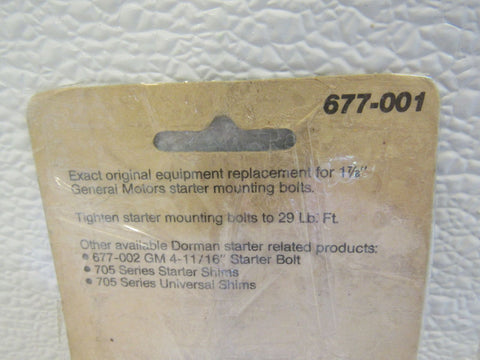 677-001
Exact original equipment replacement for 1⅞"
General Motors starter mounting bolts.
Tighten starter mounting bolts to 29 Lb. Ft.
Other available Dorman starter related products:
• 677-002 GM 4-11/16" Starter Bolt
• 705 Series Starter Shims
• 705 Series Universal Shims